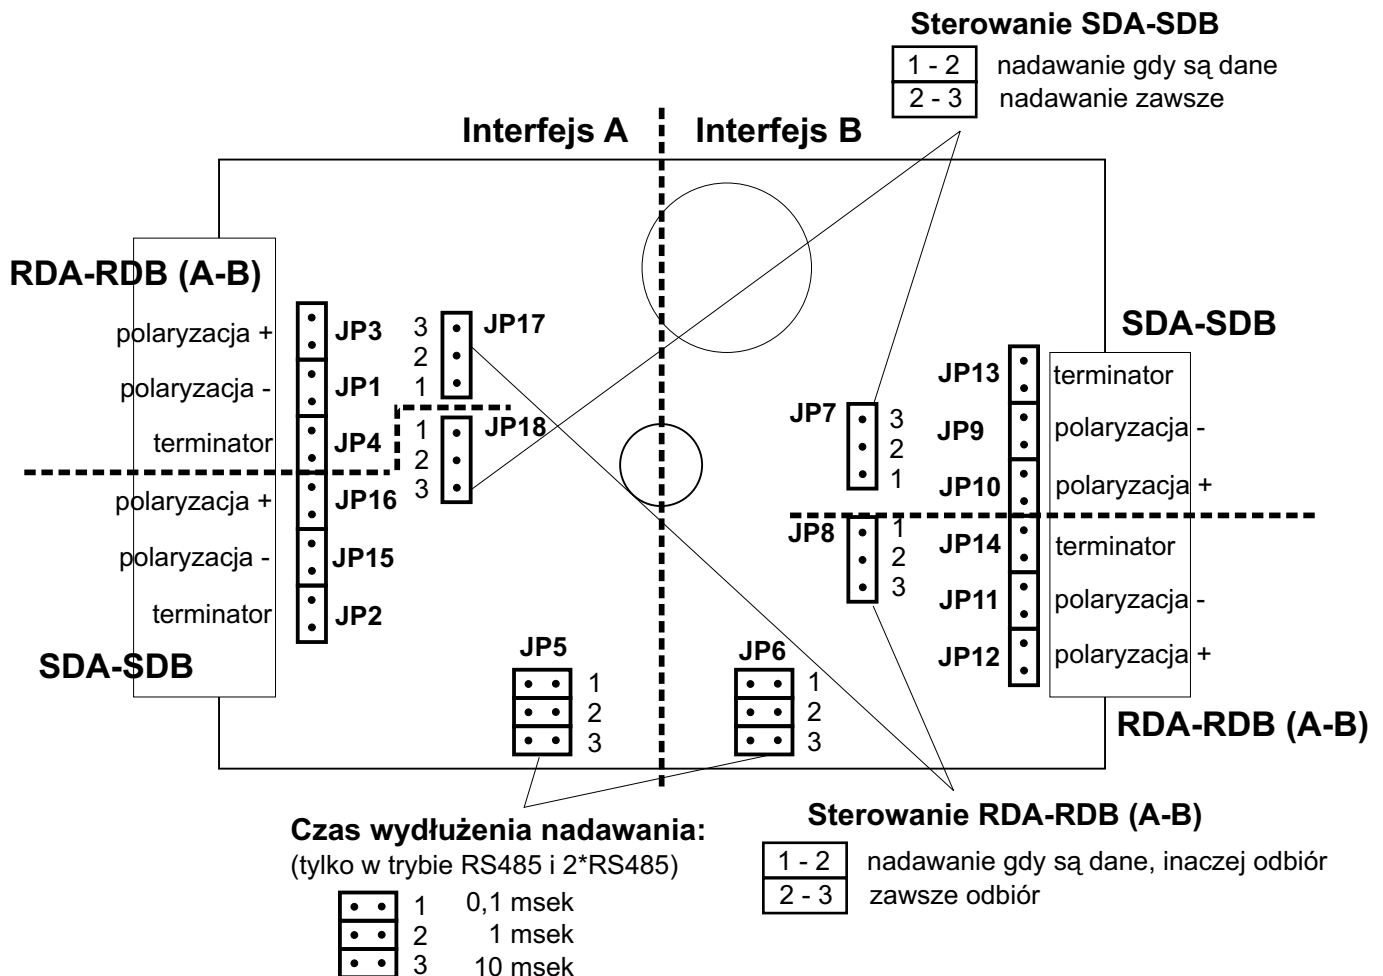 Sterowanie SDA-SDB
1 - 2 nadawanie gdy są dane
2 - 3 nadawanie zawsze
Interfejs A Interfejs B
RDA-RDB (A-B)
polaryzacja + JP3
polaryzacja - JP1
terminator JP4
polaryzacja + JP16
polaryzacja - JP15
terminator JP2
SDA-SDB
3 JP17
2
1
1 JP18
2
3
JP7 3
2
1
JP8 1
2
3
SDA-SDB
JP13 terminator
JP9 polaryzacja -
JP10 polaryzacja +
JP14 terminator
JP11 polaryzacja -
JP12 polaryzacja +
RDA-RDB (A-B)
JP5
1
2
3
JP6
1
2
3
Czas wydłużenia nadawania:
(tylko w trybie RS485 i 2*RS485)
1 0,1 msek
2 1 msek
3 10 msek
Sterowanie RDA-RDB (A-B)
1 - 2 nadawanie gdy są dane, inaczej odbiór
2 - 3 zawsze odbiór